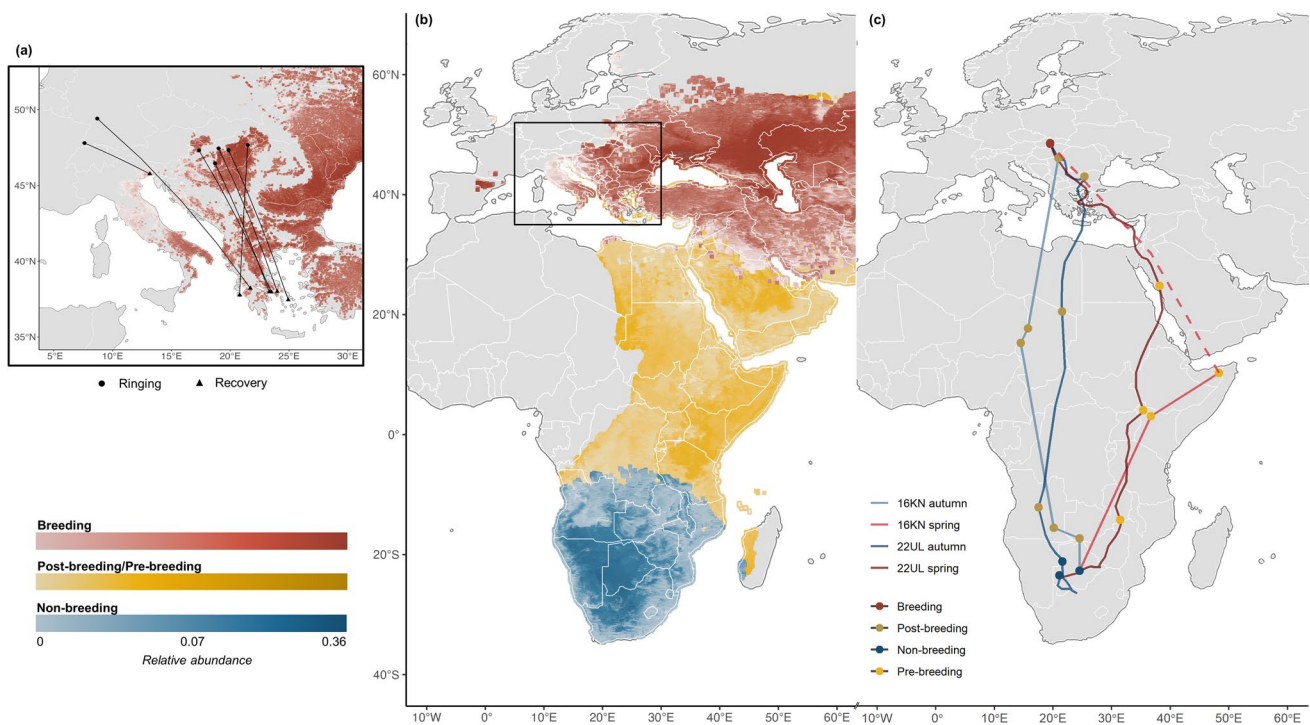 (a)
50°N
45°N
40°N
35°N
5°E 10°E 15°E 20°E 25°E 30°E
Ringing Recovery
Breeding
Post-breeding/Pre-breeding
Non-breeding
0 0.07 0.36
Relative abundance
(b)
60°N
40°N
20°N
0°
20°S
40°S
10°W 0° 10°E 20°E 30°E 40°E 50°E 60°E
(c)
16KN autumn
16KN spring
22UL autumn
22UL spring
Breeding
Post-breeding
Non-breeding
Pre-breeding
10°W 0° 10°E 20°E 30°E 40°E 50°E 60°E